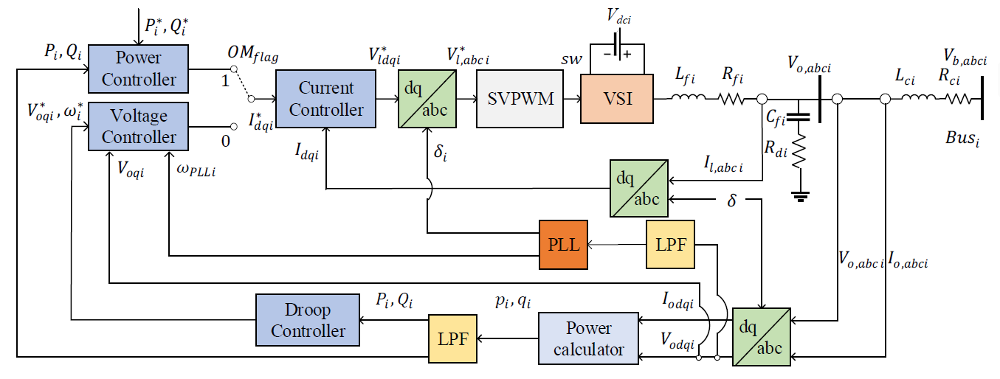 P_i^*, Q_i^*
V_dci
P_i, Q_i
Power
Controller
OM_flag
1
V_ldqi^*
V_l,abci^*
sw
− +
L_fi
R_fi
V_o,abci
V_b,abci
L_ci
R_ci
Current
Controller
dq
abc
SVPWM
VSI
V_oqi^*, ω_i^*
Voltage
Controller
0
I_dqi^*
C_fi
R_di
Bus_i
V_oqi
ω_PLLi
I_dqi
δ_i
dq
abc
I_l,abci
δ
PLL
LPF
V_o,abci
I_o,abci
Droop
Controller
P_i, Q_i
LPF
p_i, q_i
Power
calculator
I_odqi
V_odqi
dq
abc